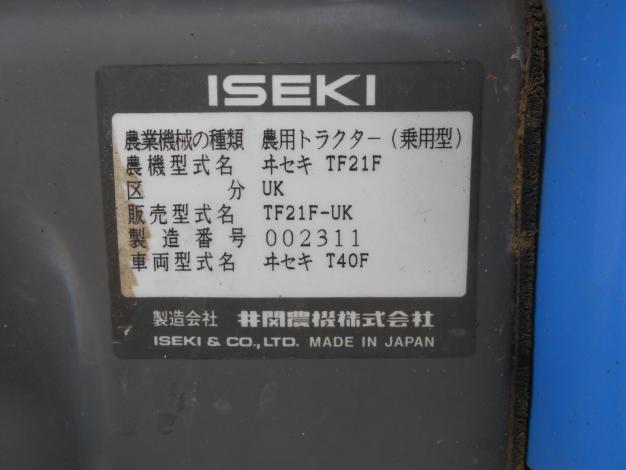 ISEKI
農業機械の種類 農用トラクター(乗用型)
農機型式名 ヰセキ TF21F
区分 UK
販売型式名 TF21F-UK
製造番号 002311
車両型式名 ヰセキ T40F
製造会社 井関農機株式会社
ISEKI & CO., LTD. MADE IN JAPAN